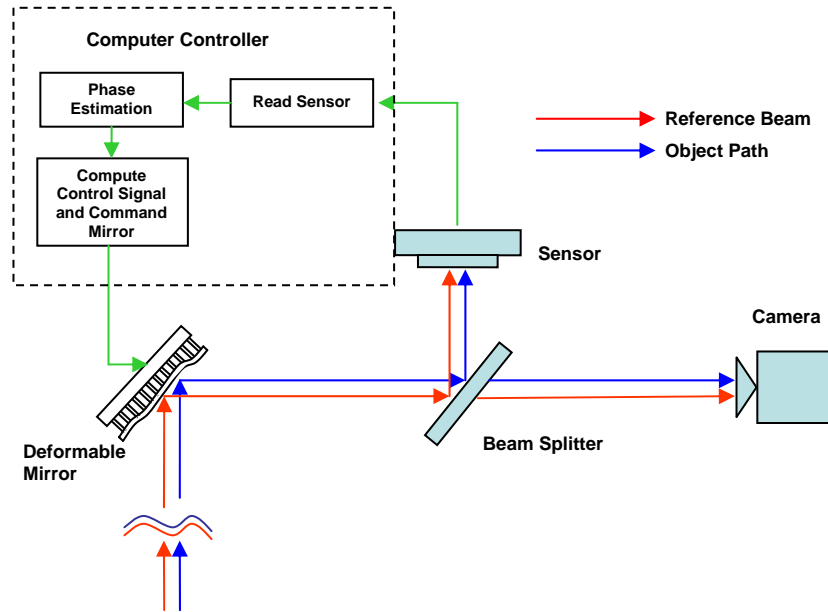 Computer Controller
Phase
Estimation
Read Sensor
Compute
Control Signal
and Command
Mirror
Reference Beam
Object Path
Sensor
Camera
Beam Splitter
Deformable
Mirror